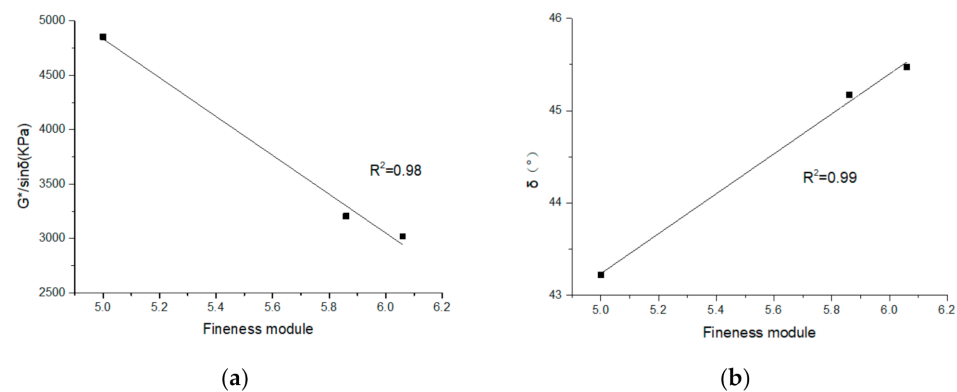 5000
4500
4000
3500
3000
2500
G*/sinδ(KPa)
R²=0.98
5.0 5.2 5.4 5.6 5.8 6.0 6.2
Fineness module
(a)
46
45
44
43
δ (°)
R²=0.99
5.0 5.2 5.4 5.6 5.8 6.0 6.2
Fineness module
(b)